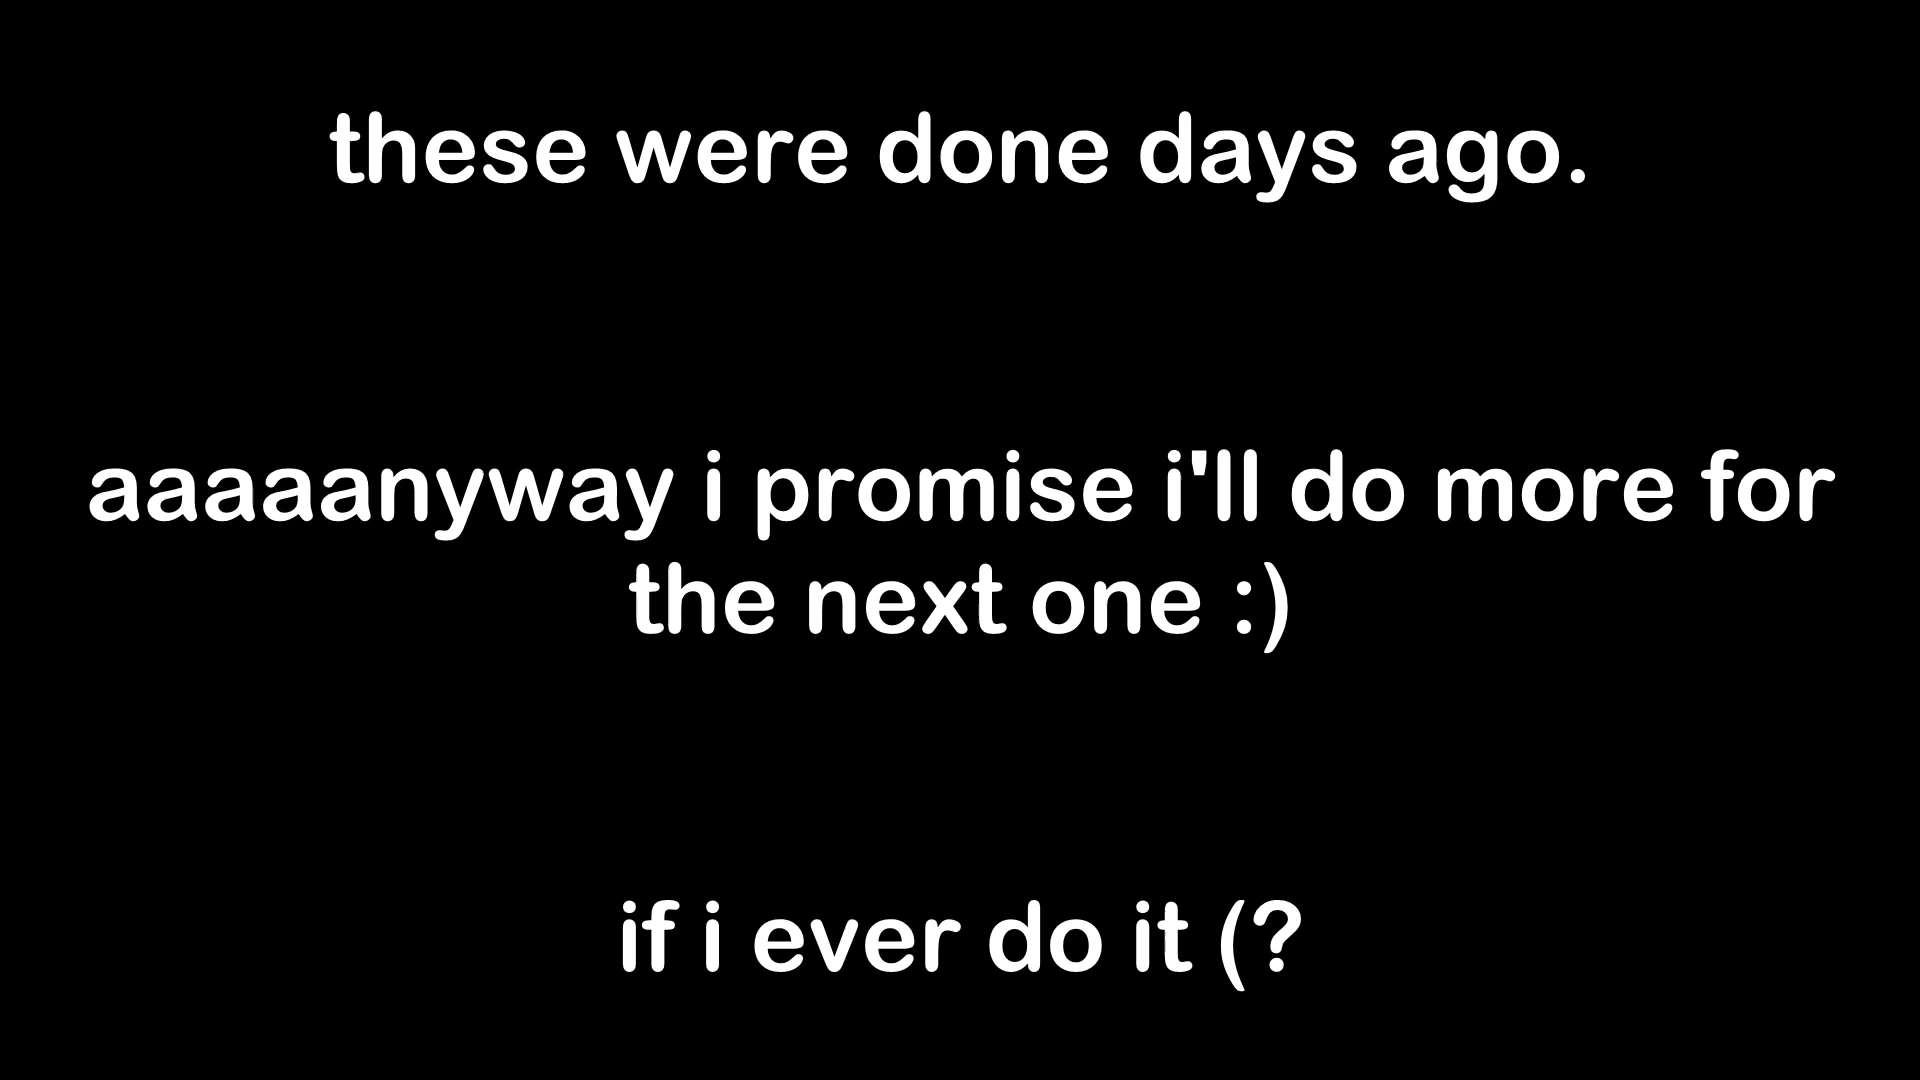 these were done days ago.
aaaaanyway i promise i'll do more for
the next one :)
if i ever do it (?